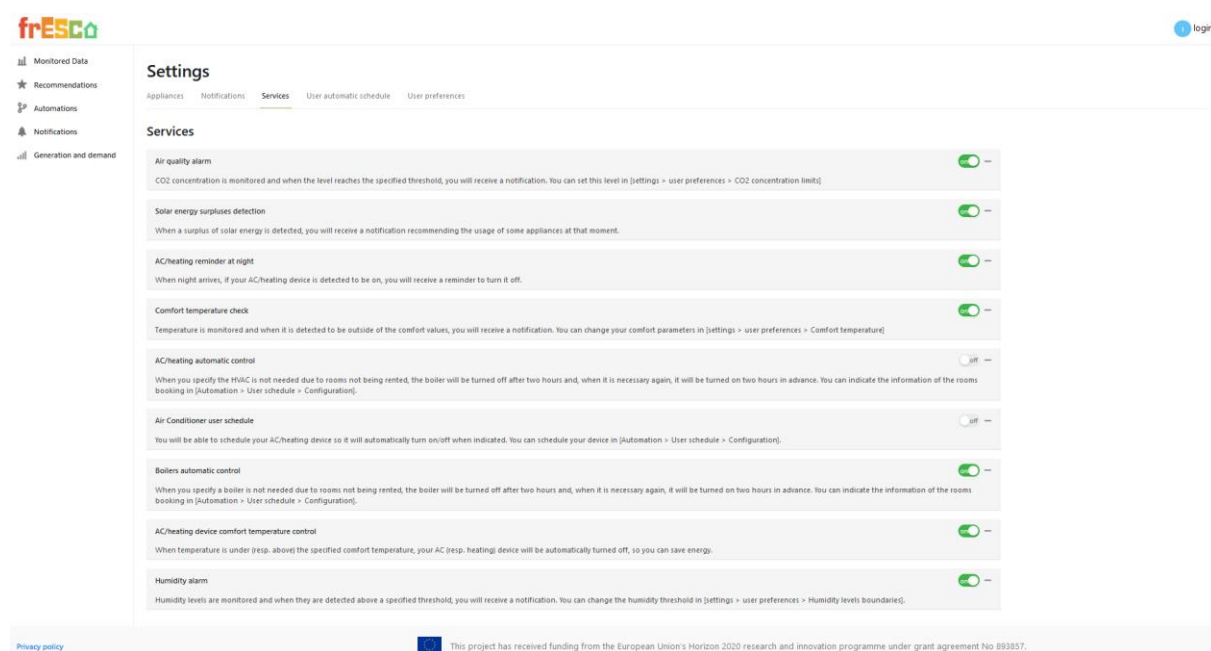 frESCo
login
Monitored Data
Recommendations
Automations
Notifications
Generation and demand
Settings
Appliances Notifications Services User automatic schedule User preferences
Services
Air quality alarm
on
CO2 concentration is monitored and when the level reaches the specified threshold, you will receive a notification. You can set this level in [settings > user preferences > CO2 concentration limits]
Solar energy surpluses detection
on
When a surplus of solar energy is detected, you will receive a notification recommending the usage of some appliances at that moment.
AC/heating reminder at night
on
When night arrives, if your AC/heating device is detected to be on, you will receive a reminder to turn it off.
Comfort temperature check
on
Temperature is monitored and when it is detected to be outside of the comfort values, you will receive a notification. You can change your comfort parameters in [settings > user preferences > Comfort temperature]
AC/heating automatic control
off
When you specify the HVAC is not needed due to rooms not being rented, the boiler will be turned off after two hours and, when it is necessary again, it will be turned on two hours in advance. You can indicate the information of the rooms
booking in [Automation > User schedule > Configuration].
Air Conditioner user schedule
off
You will be able to schedule your AC/heating device so it will automatically turn on/off when indicated. You can schedule your device in [Automation > User schedule > Configuration].
Boilers automatic control
on
When you specify a boiler is not needed due to rooms not being rented, the boiler will be turned off after two hours and, when it is necessary again, it will be turned on two hours in advance. You can indicate the information of the rooms
booking in [Automation > User schedule > Configuration].
AC/heating device comfort temperature control
on
When temperature is under (resp. above) the specified comfort temperature, your AC (resp. heating) device will be automatically turned off, so you can save energy.
Humidity alarm
on
Humidity levels are monitored and when they are detected above a specified threshold, you will receive a notification. You can change the humidity threshold in [settings > user preferences > Humidity levels boundaries].
Privacy policy
This project has received funding from the European Union's Horizon 2020 research and innovation programme under grant agreement No 893857.